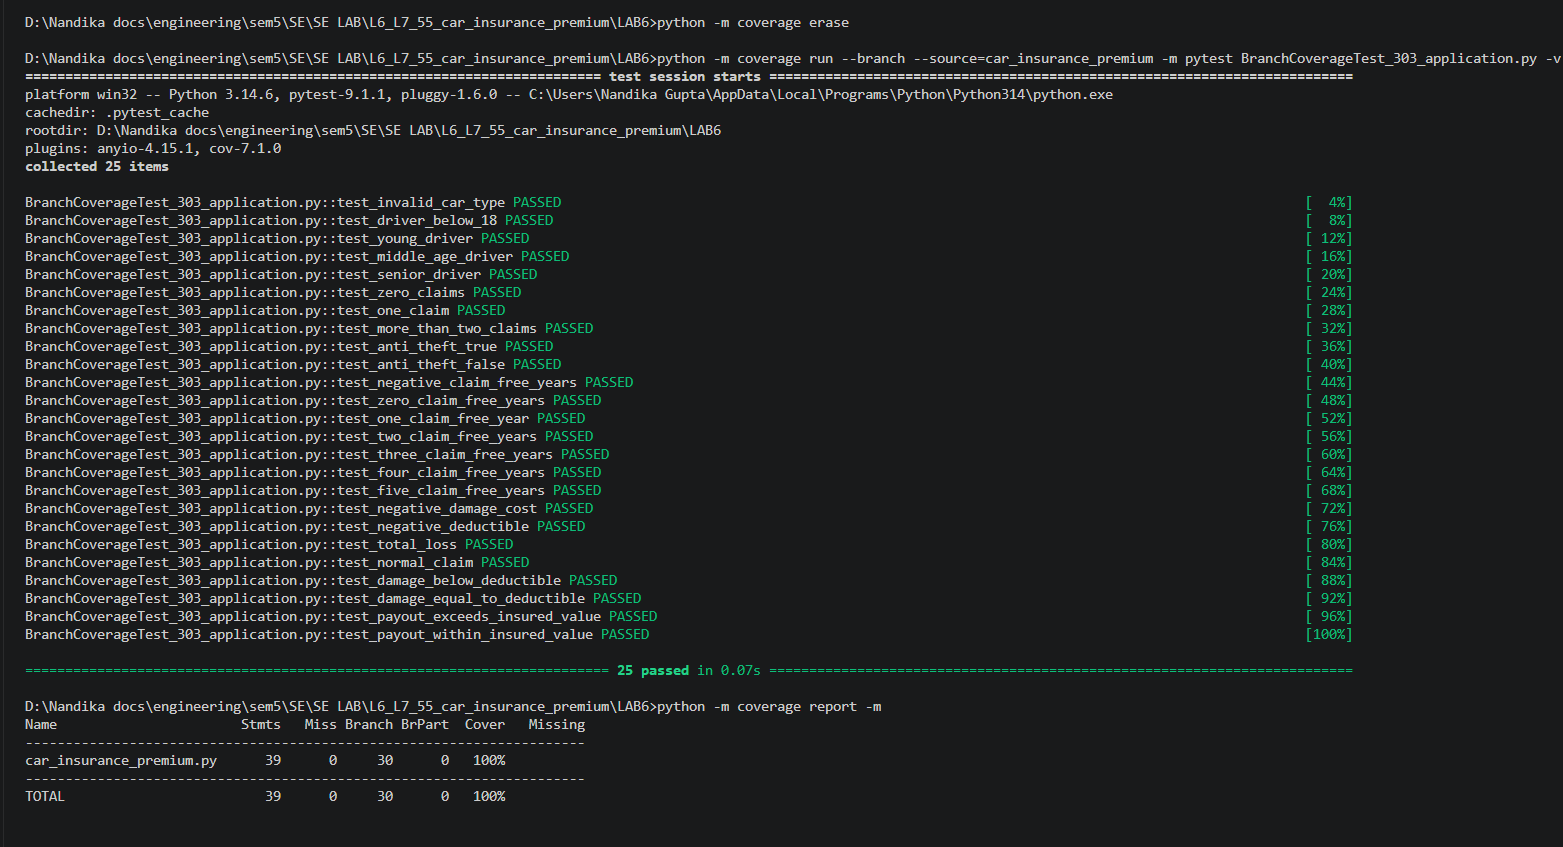 D:\Nandika docs\engineering\sem5\SE\SE LAB\L6_L7_55_car_insurance_premium\LAB6>python -m coverage erase
D:\Nandika docs\engineering\sem5\SE\SE LAB\L6_L7_55_car_insurance_premium\LAB6>python -m coverage run --branch --source=car_insurance_premium -m pytest BranchCoverageTest_303_application.py -v
======================================================================== test session starts =========================================================================
platform win32 -- Python 3.14.6, pytest-9.1.1, pluggy-1.6.0 -- C:\Users\Nandika Gupta\AppData\Local\Programs\Python\Python314\python.exe
cachedir: .pytest_cache
rootdir: D:\Nandika docs\engineering\sem5\SE\SE LAB\L6_L7_55_car_insurance_premium\LAB6
plugins: anyio-4.15.1, cov-7.1.0
collected 25 items
BranchCoverageTest_303_application.py::test_invalid_car_type PASSED [  4%]
BranchCoverageTest_303_application.py::test_driver_below_18 PASSED [  8%]
BranchCoverageTest_303_application.py::test_young_driver PASSED [ 12%]
BranchCoverageTest_303_application.py::test_middle_age_driver PASSED [ 16%]
BranchCoverageTest_303_application.py::test_senior_driver PASSED [ 20%]
BranchCoverageTest_303_application.py::test_zero_claims PASSED [ 24%]
BranchCoverageTest_303_application.py::test_one_claim PASSED [ 28%]
BranchCoverageTest_303_application.py::test_more_than_two_claims PASSED [ 32%]
BranchCoverageTest_303_application.py::test_anti_theft_true PASSED [ 36%]
BranchCoverageTest_303_application.py::test_anti_theft_false PASSED [ 40%]
BranchCoverageTest_303_application.py::test_negative_claim_free_years PASSED [ 44%]
BranchCoverageTest_303_application.py::test_zero_claim_free_years PASSED [ 48%]
BranchCoverageTest_303_application.py::test_one_claim_free_year PASSED [ 52%]
BranchCoverageTest_303_application.py::test_two_claim_free_years PASSED [ 56%]
BranchCoverageTest_303_application.py::test_three_claim_free_years PASSED [ 60%]
BranchCoverageTest_303_application.py::test_four_claim_free_years PASSED [ 64%]
BranchCoverageTest_303_application.py::test_five_claim_free_years PASSED [ 68%]
BranchCoverageTest_303_application.py::test_negative_damage_cost PASSED [ 72%]
BranchCoverageTest_303_application.py::test_negative_deductible PASSED [ 76%]
BranchCoverageTest_303_application.py::test_total_loss PASSED [ 80%]
BranchCoverageTest_303_application.py::test_normal_claim PASSED [ 84%]
BranchCoverageTest_303_application.py::test_damage_below_deductible PASSED [ 88%]
BranchCoverageTest_303_application.py::test_damage_equal_to_deductible PASSED [ 92%]
BranchCoverageTest_303_application.py::test_payout_exceeds_insured_value PASSED [ 96%]
BranchCoverageTest_303_application.py::test_payout_within_insured_value PASSED [100%]
========================================================================= 25 passed in 0.07s =========================================================================
D:\Nandika docs\engineering\sem5\SE\SE LAB\L6_L7_55_car_insurance_premium\LAB6>python -m coverage report -m
Name                       Stmts   Miss Branch BrPart  Cover   Missing
----------------------------------------------------------------------
car_insurance_premium.py      39      0     30      0   100%
----------------------------------------------------------------------
TOTAL                         39      0     30      0   100%